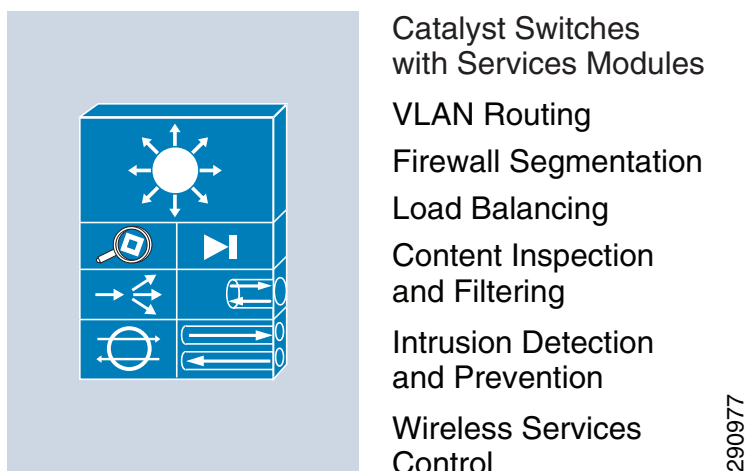 Catalyst Switches
with Services Modules
VLAN Routing
Firewall Segmentation
Load Balancing
Content Inspection
and Filtering
Intrusion Detection
and Prevention
Wireless Services
Control
290977